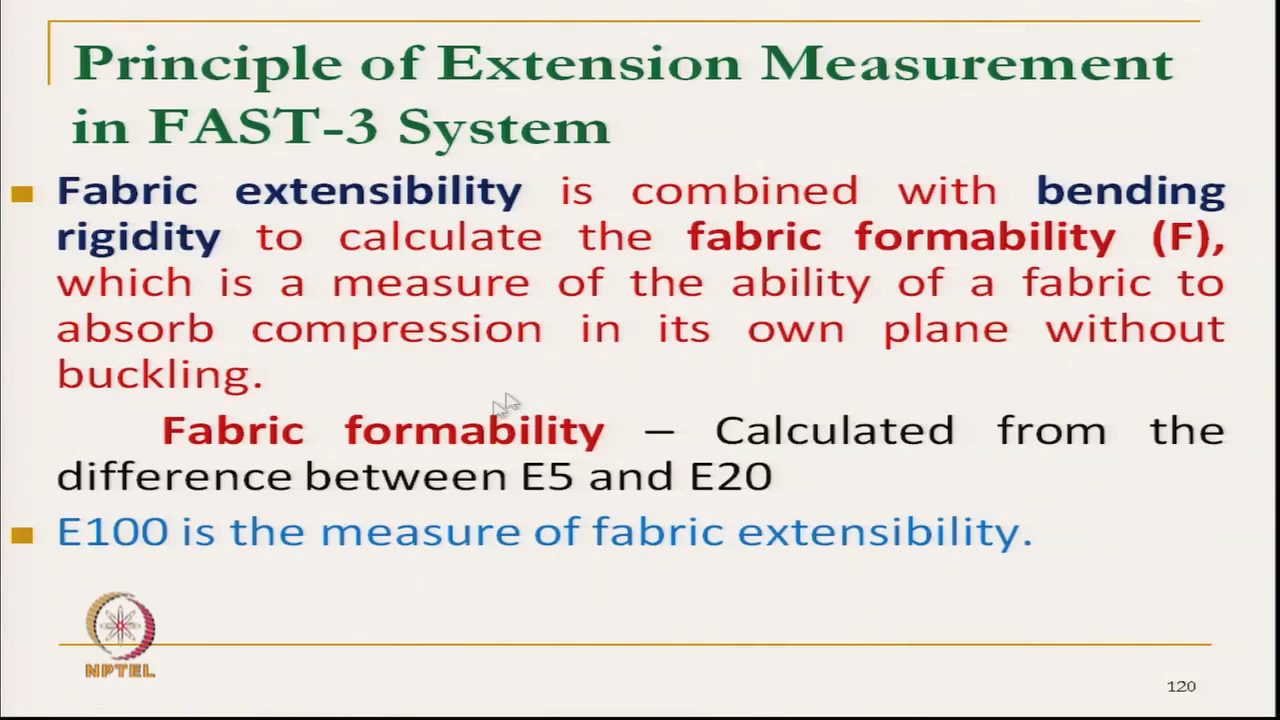 Principle of Extension Measurement
in FAST-3 System
Fabric extensibility is combined with bending
rigidity to calculate the fabric formability (F),
which is a measure of the ability of a fabric to
absorb compression in its own plane without
buckling.
Fabric formability – Calculated from the
difference between E5 and E20
E100 is the measure of fabric extensibility.
NPTEL
120